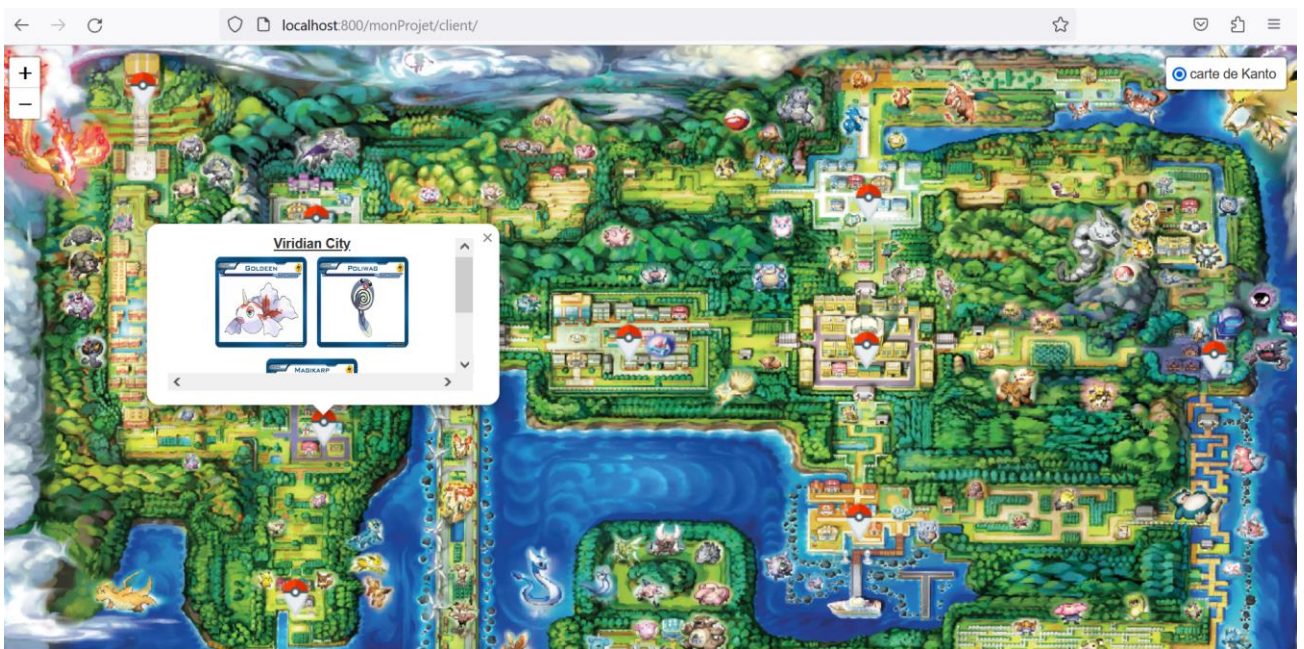 localhost:800/monProjet/client/
+
−
carte de Kanto
Viridian City
GOLDEEN
POLIWAG
MAGIKARP